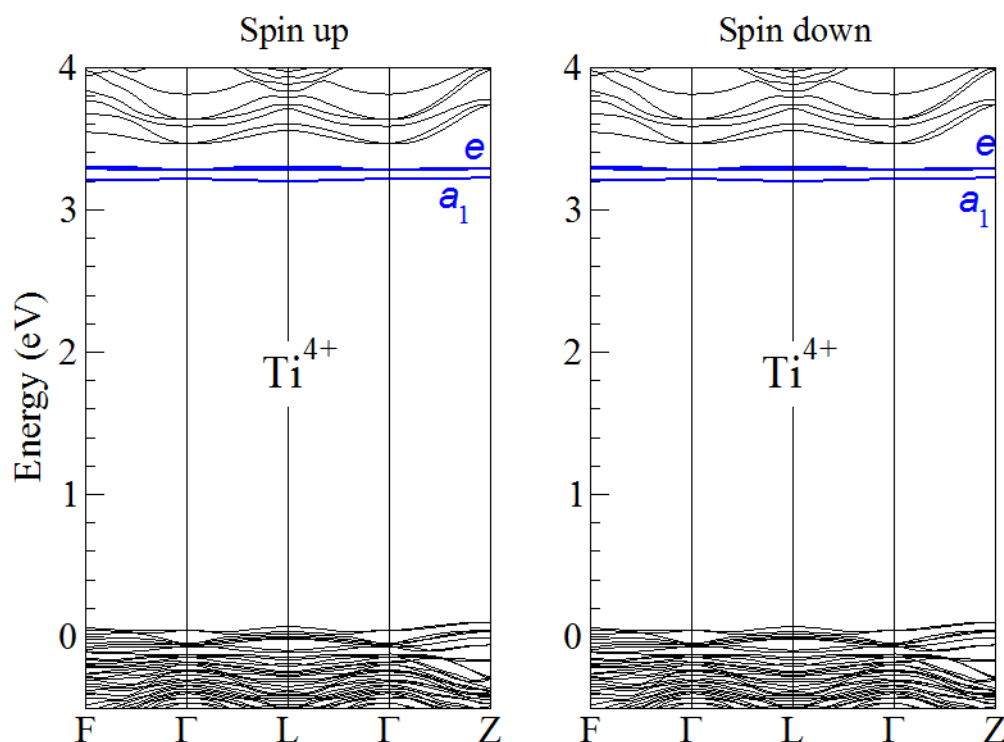 Spin up
Spin down
Energy (eV)
4
3
2
1
0
e
a1
Ti4+
F Γ L Γ Z
4
3
2
1
0
e
a1
Ti4+
F Γ L Γ Z